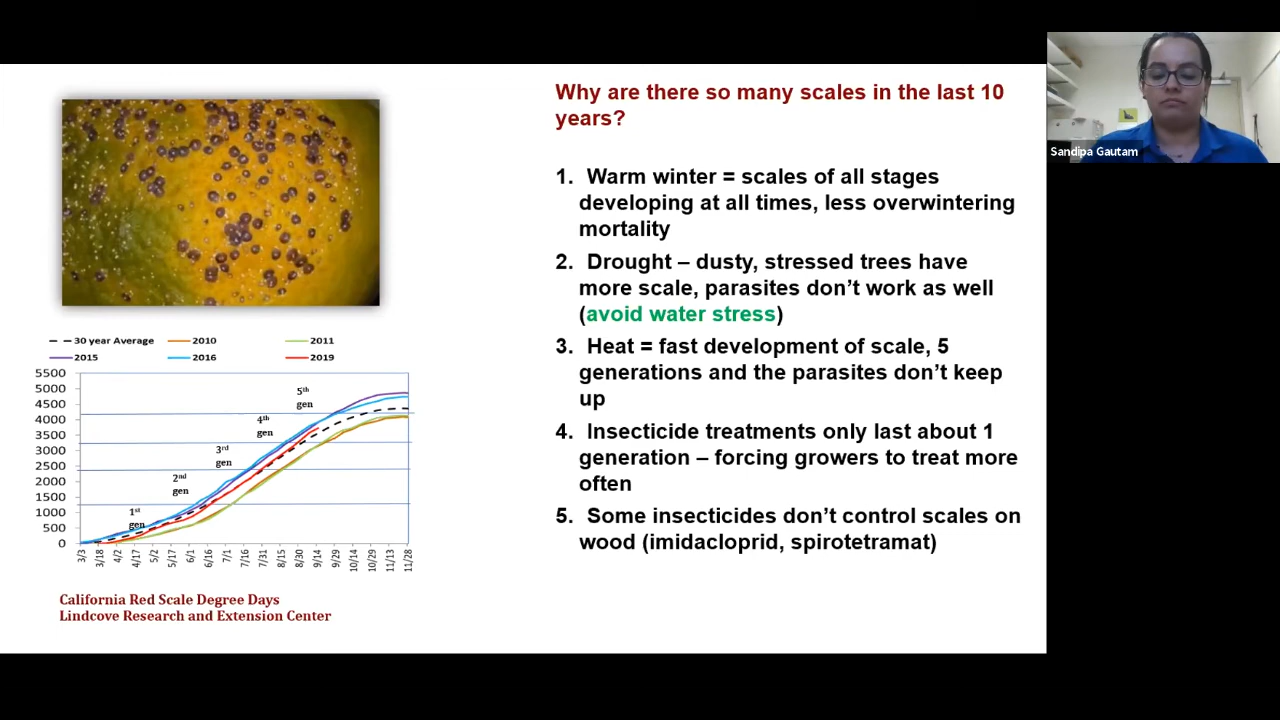 Why are there so many scales in the last 10
years?
Sandipa Gautam
1. Warm winter = scales of all stages
developing at all times, less overwintering
mortality
2. Drought – dusty, stressed trees have
more scale, parasites don’t work as well
(avoid water stress)
3. Heat = fast development of scale, 5
generations and the parasites don’t keep
up
4. Insecticide treatments only last about 1
generation – forcing growers to treat more
often
5. Some insecticides don’t control scales on
wood (imidacloprid, spirotetramat)
30 year Average 2010 2011
2015 2016 2019
5500
5000
4500
4000
3500
3000
2500
2000
1500
1000
500
0
5th
gen
4th
gen
3rd
gen
2nd
gen
1st
gen
3/3 3/18 4/2 4/17 5/2 5/17 6/1 6/16 7/1 7/16 7/31 8/15 8/30 9/14 9/29 10/14 10/29 11/13 11/28
California Red Scale Degree Days
Lindcove Research and Extension Center